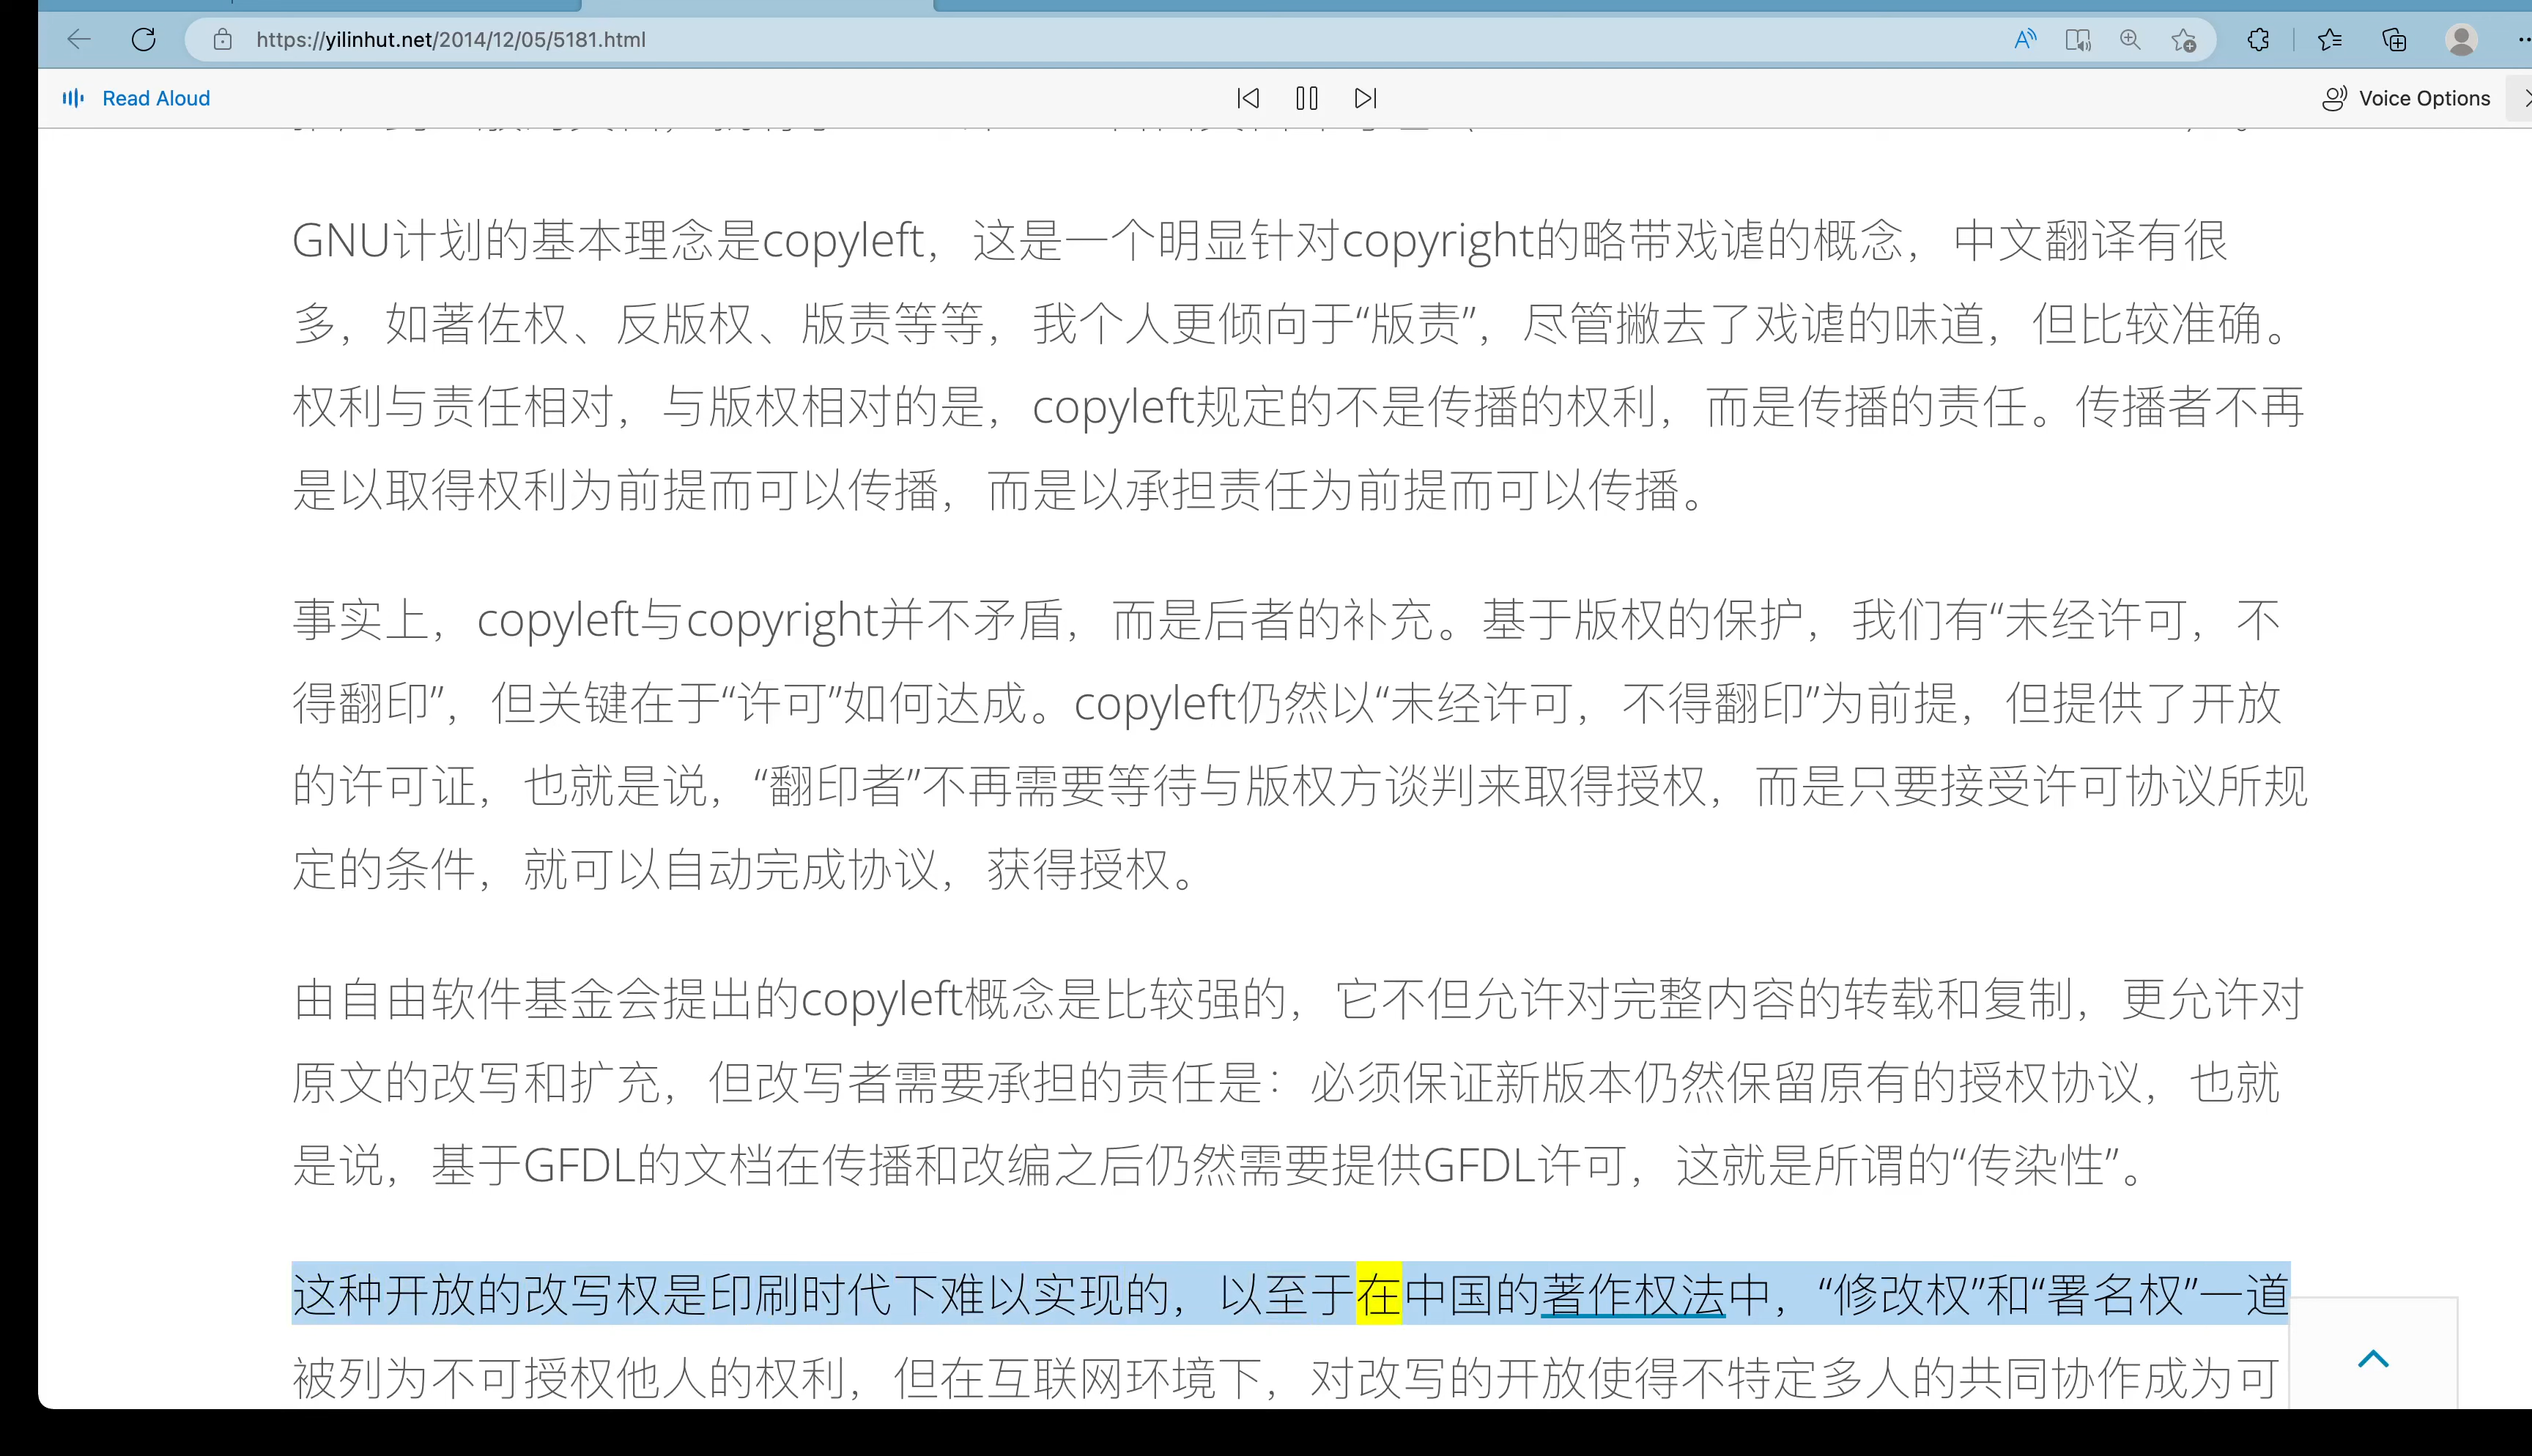 https://yilinhut.net/2014/12/05/5181.html
Read Aloud
Voice Options
GNU计划的基本理念是copyleft，这是一个明显针对copyright的略带戏谑的概念，中文翻译有很
多，如著佐权、反版权、版责等等，我个人更倾向于“版责”，尽管撇去了戏谑的味道，但比较准确。
权利与责任相对，与版权相对的是，copyleft规定的不是传播的权利，而是传播的责任。传播者不再
是以取得权利为前提而可以传播，而是以承担责任为前提而可以传播。
事实上，copyleft与copyright并不矛盾，而是后者的补充。基于版权的保护，我们有“未经许可，不
得翻印”，但关键在于“许可”如何达成。copyleft仍然以“未经许可，不得翻印”为前提，但提供了开放
的许可证，也就是说，“翻印者”不再需要等待与版权方谈判来取得授权，而是只要接受许可协议所规
定的条件，就可以自动完成协议，获得授权。
由自由软件基金会提出的copyleft概念是比较强的，它不但允许对完整内容的转载和复制，更允许对
原文的改写和扩充，但改写者需要承担的责任是：必须保证新版本仍然保留原有的授权协议，也就
是说，基于GFDL的文档在传播和改编之后仍然需要提供GFDL许可，这就是所谓的“传染性”。
这种开放的改写权是印刷时代下难以实现的，以至于在中国的著作权法中，“修改权”和“署名权”一道
被列为不可授权他人的权利，但在互联网环境下，对改写的开放使得不特定多人的共同协作成为可